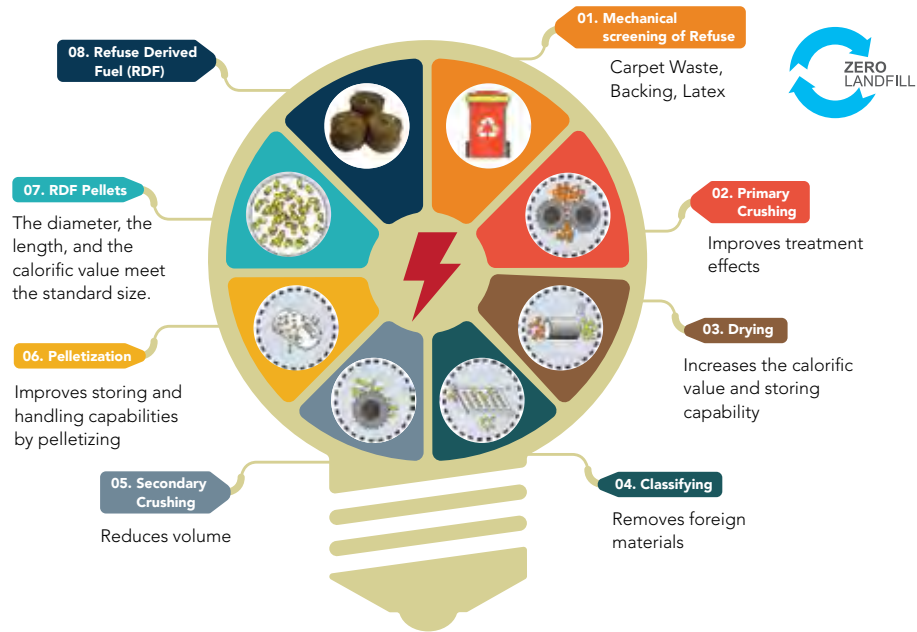 01. Mechanical
screening of Refuse
Carpet Waste,
Backing, Latex
ZERO
LANDFILL
02. Primary
Crushing
Improves treatment
effects
03. Drying
Increases the calorific
value and storing
capability
04. Classifying
Removes foreign
materials
05. Secondary
Crushing
Reduces volume
06. Pelletization
Improves storing and
handling capabilities
by pelletizing
07. RDF Pellets
The diameter, the
length, and the
calorific value meet
the standard size.
08. Refuse Derived
Fuel (RDF)